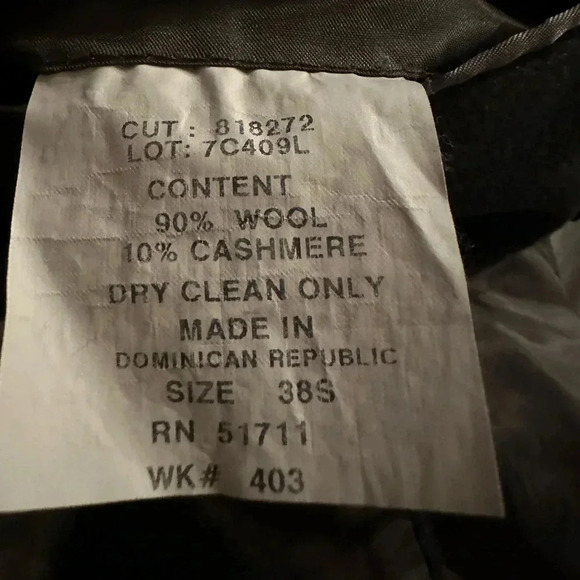 CUT: 818272
LOT: 7C409L
CONTENT
90% WOOL
10% CASHMERE
DRY CLEAN ONLY
MADE IN
DOMINICAN REPUBLIC
SIZE 38S
RN 51711
WK# 403